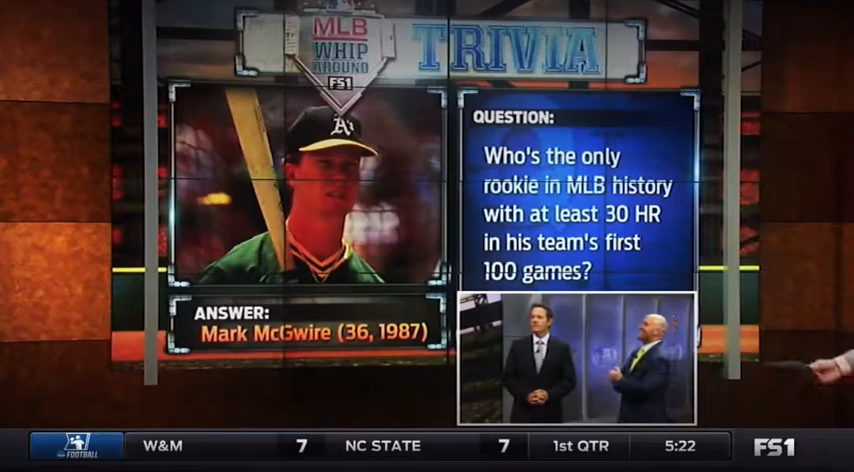 MLB
WHIP
AROUND
FS1
TRIVIA
A's
QUESTION:
Who's the only
rookie in MLB history
with at least 30 HR
in his team's first
100 games?
ANSWER:
Mark McGwire (36, 1987)
FOOTBALL
W&M 7 NC STATE 7 1st QTR 5:22 FS1